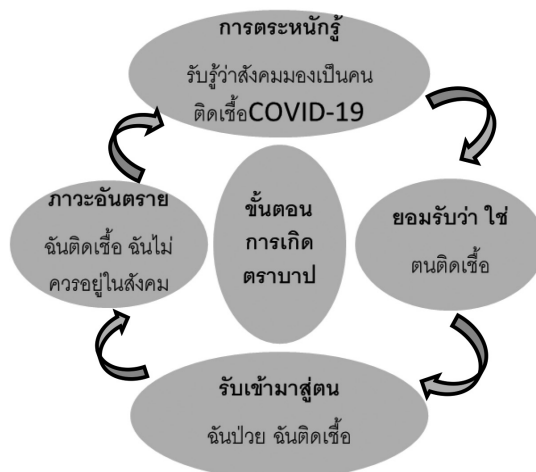 การตระหนักรู้
รับรู้ว่าสังคมมองเป็นคน
ติดเชื้อCOVID-19
ยอมรับว่า ใช่
ตนติดเชื้อ
รับเข้ามาสู่ตน
ฉันป่วย ฉันติดเชื้อ
ภาวะอันตราย
ฉันติดเชื้อ ฉันไม่
ควรอยู่ในสังคม
ขั้นตอน
การเกิด
ตราบาป